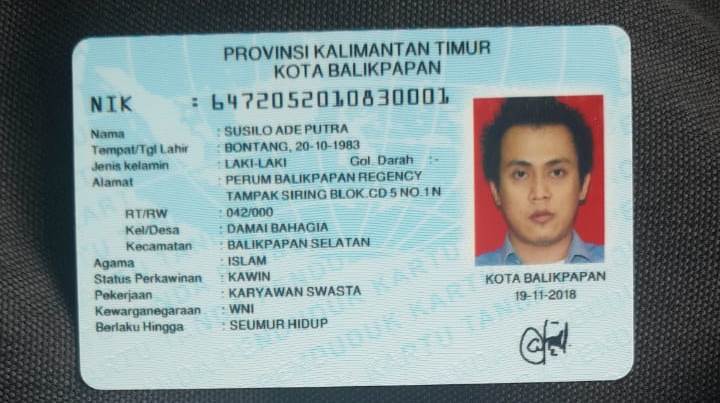 PROVINSI KALIMANTAN TIMUR
KOTA BALIKPAPAN
NIK : 6472052010830001
Nama : SUSILO ADE PUTRA
Tempat/Tgl Lahir : BONTANG, 20-10-1983
Jenis kelamin : LAKI-LAKI Gol. Darah :-
Alamat : PERUM BALIKPAPAN REGENCY
TAMPAK SIRING BLOK.CD 5 NO.1 N
RT/RW : 042/000
Kel/Desa : DAMAI BAHAGIA
Kecamatan : BALIKPAPAN SELATAN
Agama : ISLAM
Status Perkawinan : KAWIN
Pekerjaan : KARYAWAN SWASTA
Kewarganegaraan : WNI
Berlaku Hingga : SEUMUR HIDUP
KOTA BALIKPAPAN
19-11-2018